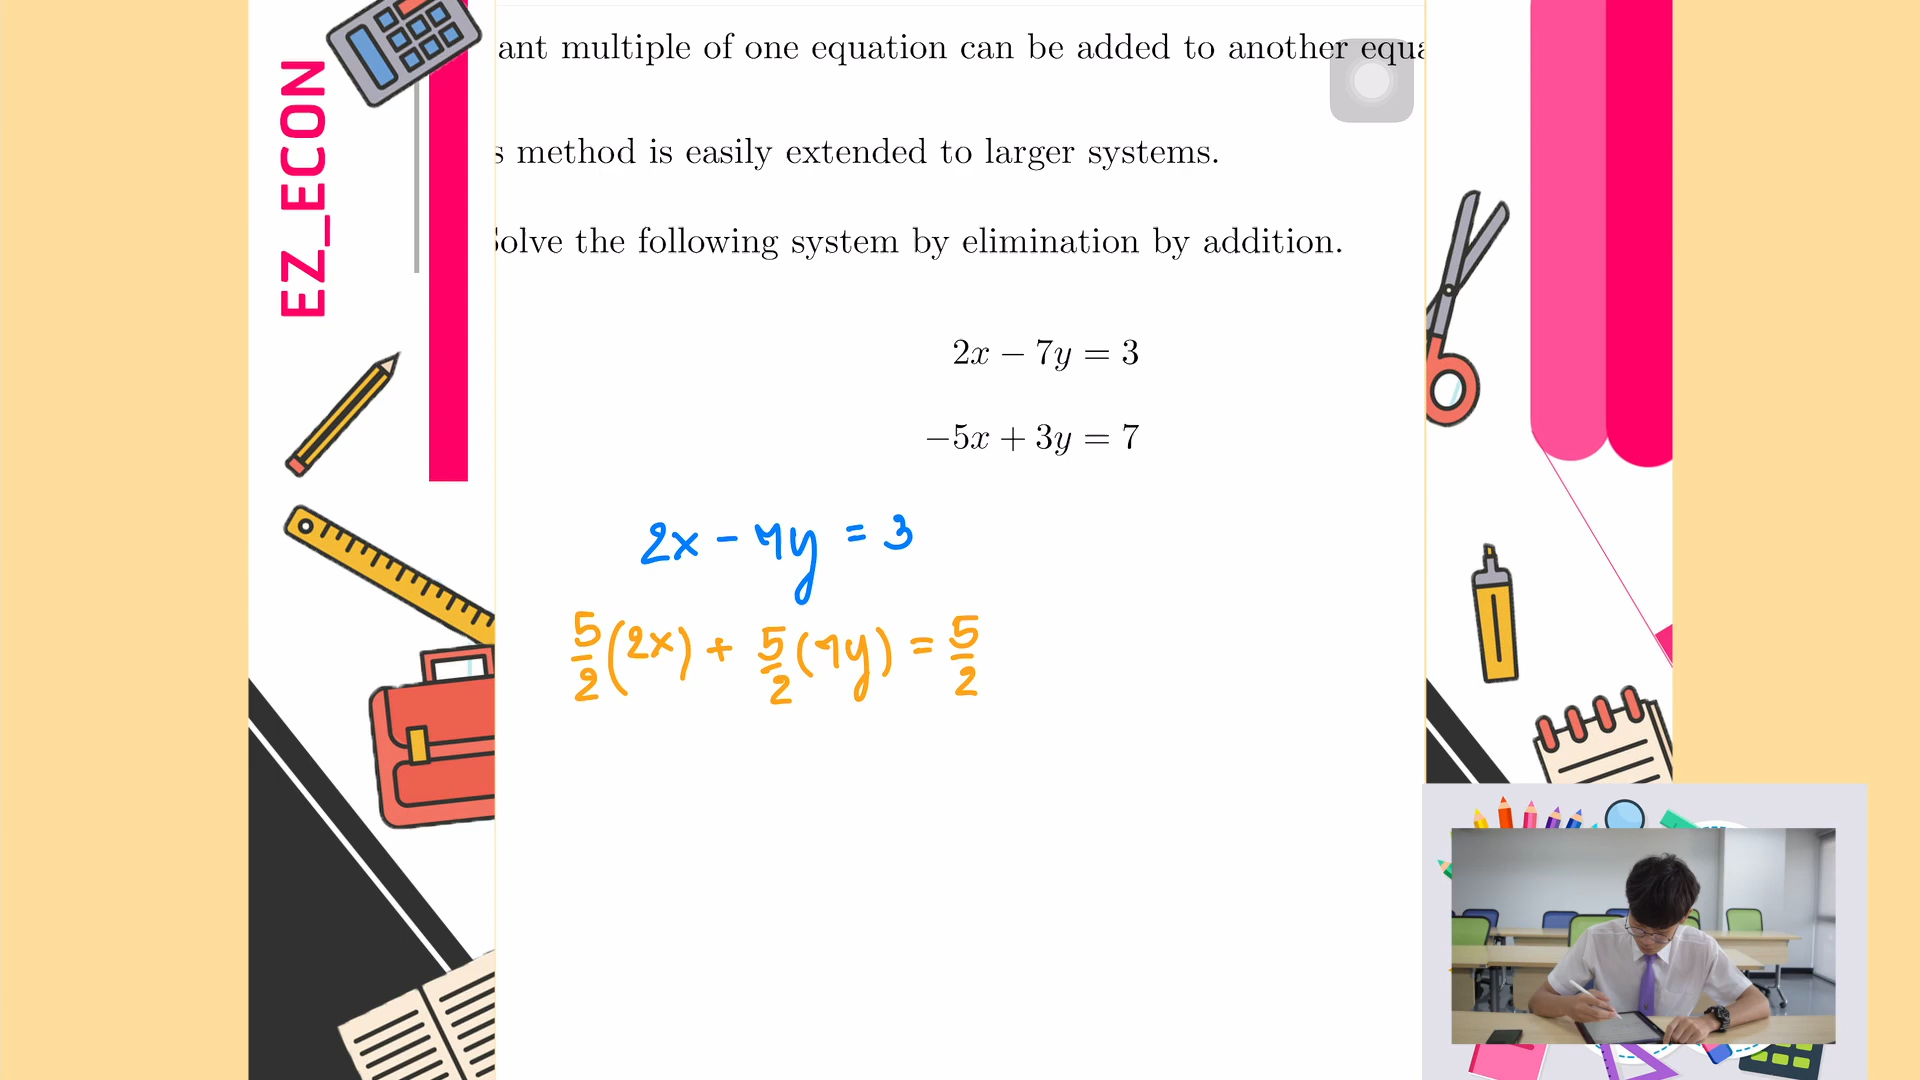 EZ_ECON
ant multiple of one equation can be added to another equa
s method is easily extended to larger systems.
Solve the following system by elimination by addition.
2x − 7y = 3
−5x + 3y = 7
2x - 7y = 3
5/2 (2x) + 5/2 (7y) = 5/2